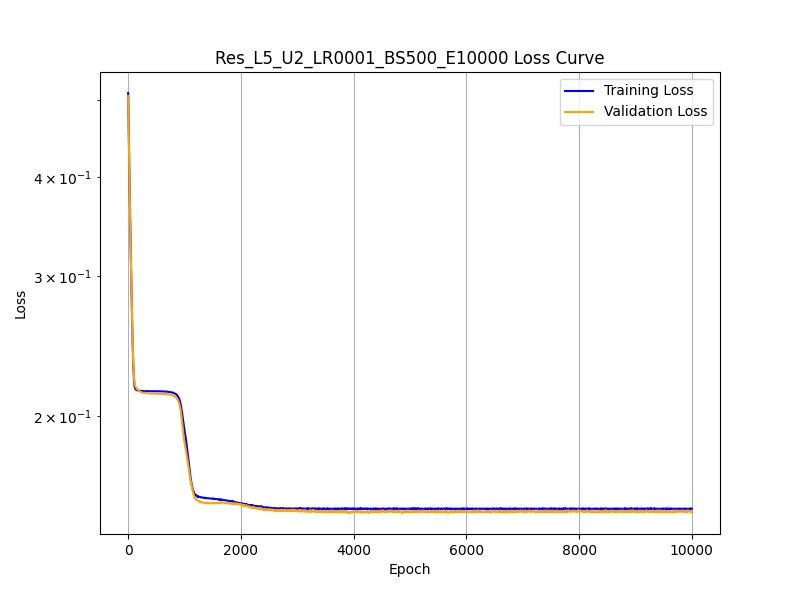 Res_L5_U2_LR0001_BS500_E10000 Loss Curve
Training Loss
Validation Loss
4 × 10⁻¹
3 × 10⁻¹
2 × 10⁻¹
Loss
0 2000 4000 6000 8000 10000
Epoch